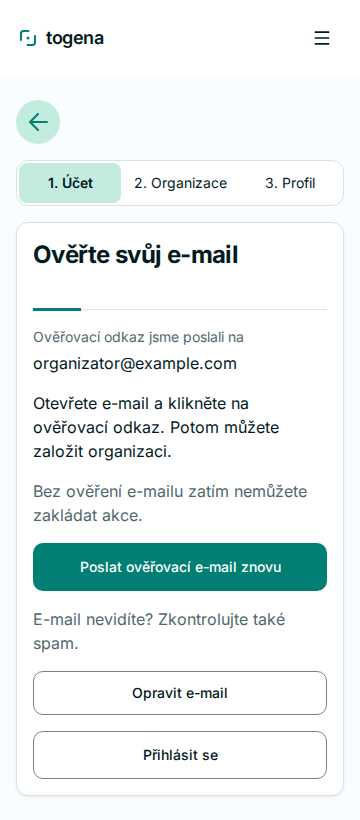 togena
1. Účet
2. Organizace
3. Profil
Ověřte svůj e-mail
Ověřovací odkaz jsme poslali na
organizator@example.com
Otevřete e-mail a klikněte na
ověřovací odkaz. Potom můžete
založit organizaci.
Bez ověření e-mailu zatím nemůžete
zakládat akce.
Poslat ověřovací e-mail znovu
E-mail nevidíte? Zkontrolujte také
spam.
Opravit e-mail
Přihlásit se